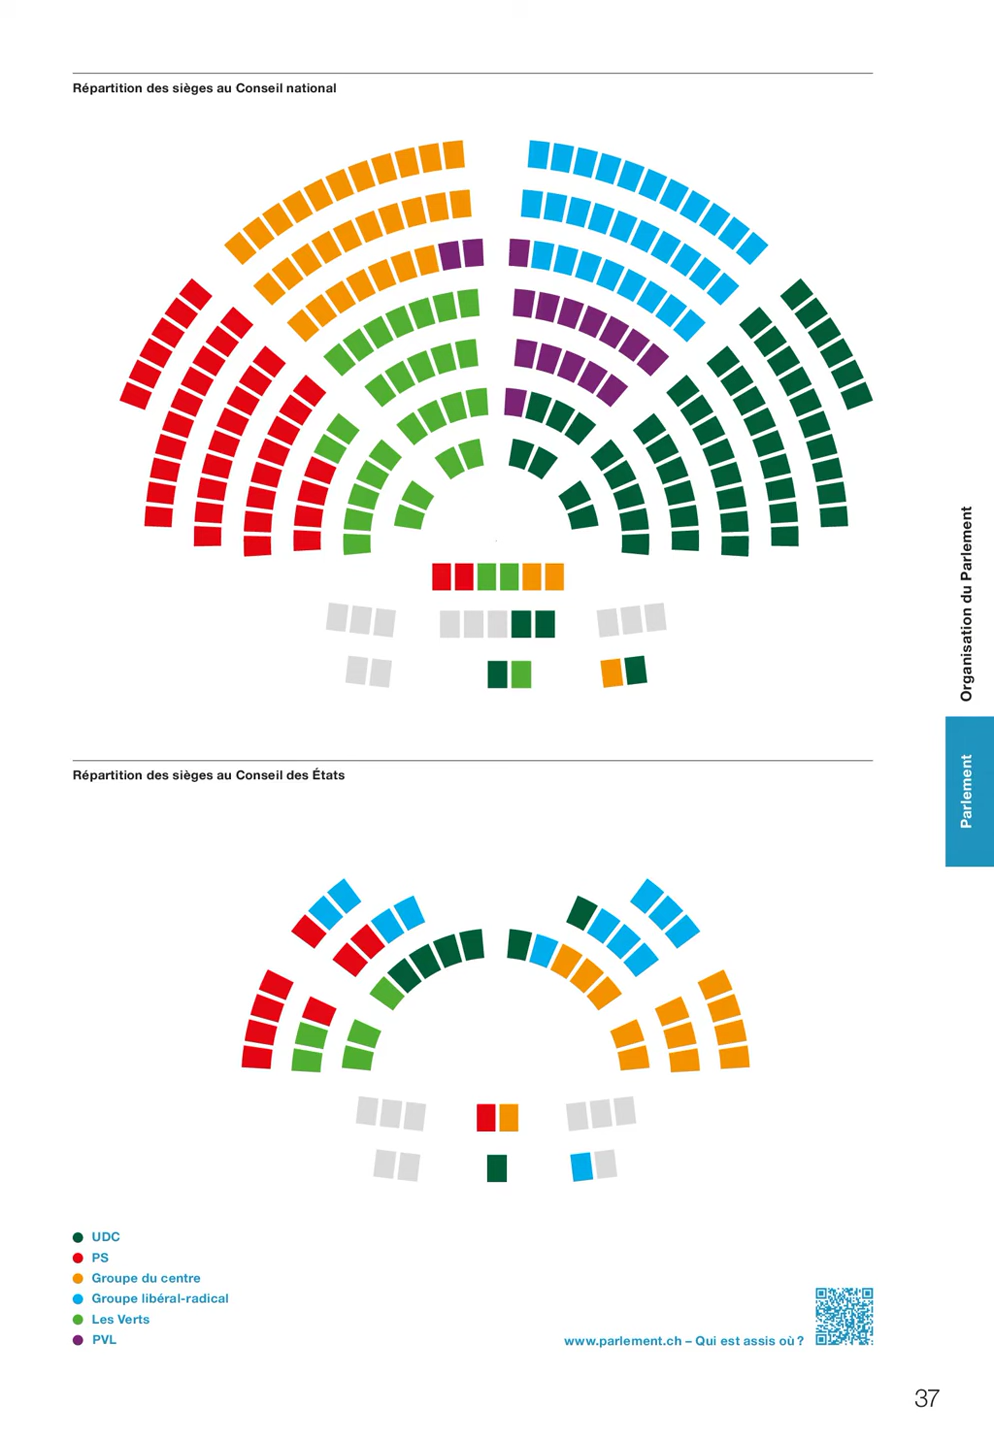 Répartition des sièges au Conseil national
Organisation du Parlement
Parlement
Répartition des sièges au Conseil des États
UDC
PS
Groupe du centre
Groupe libéral-radical
Les Verts
PVL
www.parlement.ch – Qui est assis où ?
37